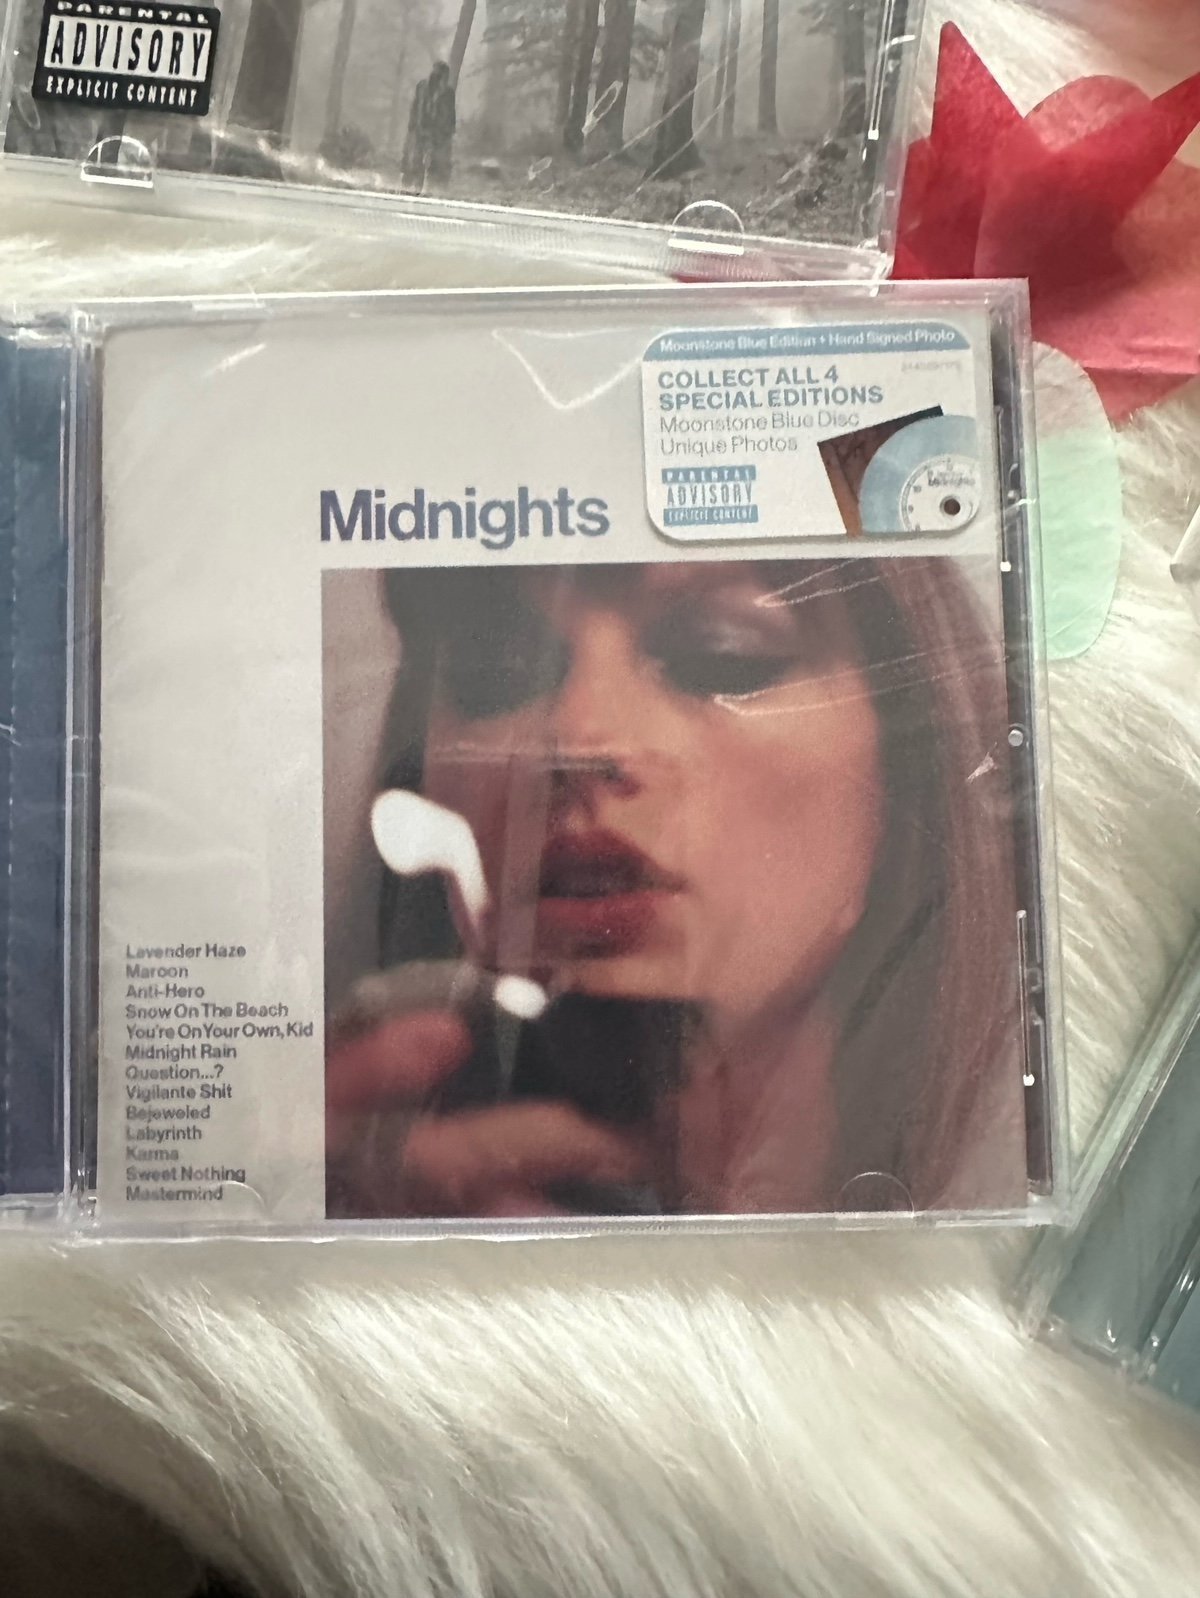 PARENTAL
ADVISORY
EXPLICIT CONTENT
Moonstone Blue Edition + Hand Signed Photo
COLLECT ALL 4
SPECIAL EDITIONS
Moonstone Blue Disc
Unique Photos
PARENTAL
ADVISORY
EXPLICIT CONTENT
Midnights
Lavender Haze
Maroon
Anti-Hero
Snow On The Beach
You're On Your Own, Kid
Midnight Rain
Question...?
Vigilante Shit
Bejeweled
Labyrinth
Karma
Sweet Nothing
Mastermind